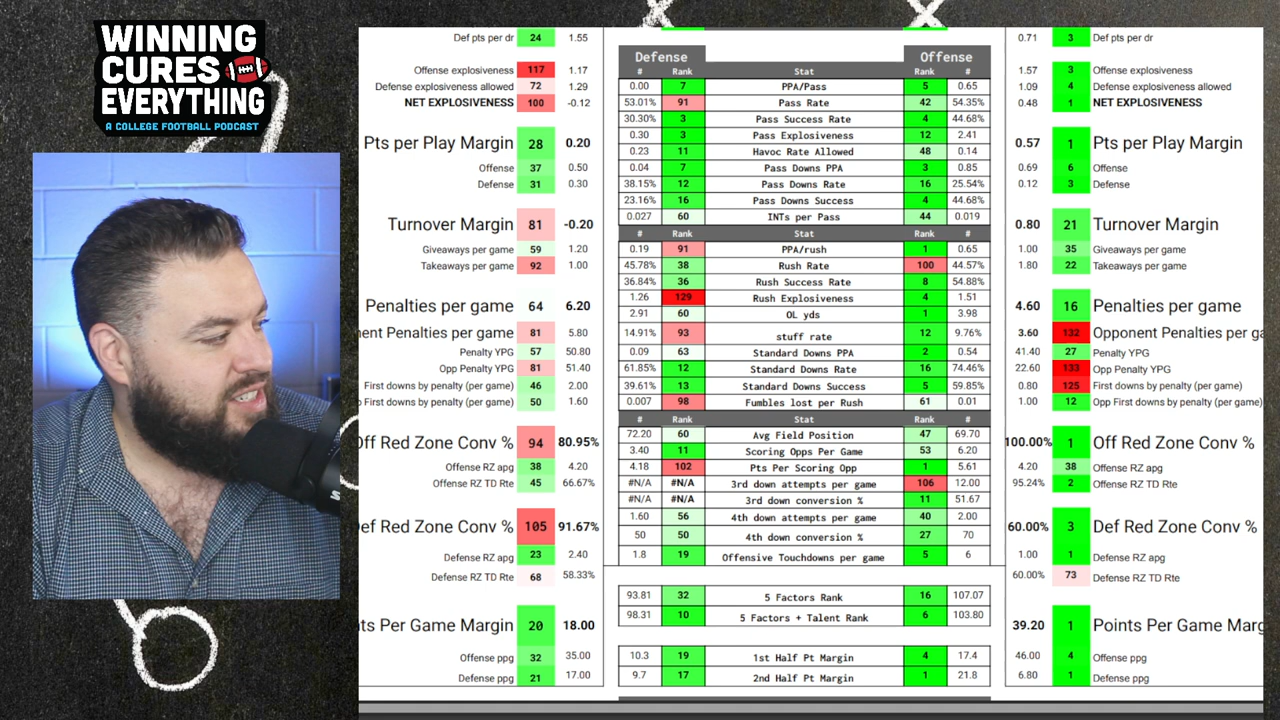 WINNING
CURES
EVERYTHING
A COLLEGE FOOTBALL PODCAST
Def pts per dr 24 1.55
Offense explosiveness 117 1.17
Defense explosiveness allowed 72 1.29
NET EXPLOSIVENESS 100 -0.12
Pts per Play Margin 28 0.20
Offense 37 0.50
Defense 31 0.30
Turnover Margin 81 -0.20
Giveaways per game 59 1.20
Takeaways per game 92 1.00
Penalties per game 64 6.20
ent Penalties per game 81 5.80
Penalty YPG 57 50.80
Opp Penalty YPG 81 51.40
First downs by penalty (per game) 46 2.00
p First downs by penalty (per game) 50 1.60
Off Red Zone Conv % 94 80.95%
Offense RZ apg 38 4.20
Offense RZ TD Rte 45 66.67%
Def Red Zone Conv % 105 91.67%
Defense RZ apg 23 2.40
Defense RZ TD Rte 68 58.33%
ts Per Game Margin 20 18.00
Offense ppg 32 35.00
Defense ppg 21 17.00
Defense Offense
# Rank Stat Rank #
0.00 7 PPA/Pass 5 0.65
53.01% 91 Pass Rate 42 54.35%
30.30% 3 Pass Success Rate 4 44.68%
0.30 3 Pass Explosiveness 12 2.41
0.23 11 Havoc Rate Allowed 48 0.14
0.04 7 Pass Downs PPA 3 0.85
38.15% 12 Pass Downs Rate 16 25.54%
23.16% 16 Pass Downs Success 4 44.68%
0.027 60 INTs per Pass 44 0.019
# Rank Stat Rank #
0.19 91 PPA/rush 1 0.65
45.78% 38 Rush Rate 100 44.57%
36.84% 36 Rush Success Rate 8 54.88%
1.26 129 Rush Explosiveness 4 1.51
2.91 60 OL yds 1 3.98
14.91% 93 stuff rate 12 9.76%
0.09 63 Standard Downs PPA 2 0.54
61.85% 12 Standard Downs Rate 16 74.46%
39.61% 13 Standard Downs Success 5 59.85%
0.007 98 Fumbles lost per Rush 61 0.01
# Rank Stat Rank #
72.20 60 Avg Field Position 47 69.70
3.40 11 Scoring Opps Per Game 53 6.20
4.18 102 Pts Per Scoring Opp 1 5.61
#N/A #N/A 3rd down attempts per game 106 12.00
#N/A #N/A 3rd down conversion % 11 51.67
1.60 56 4th down attempts per game 40 2.00
50 50 4th down conversion % 27 70
1.8 19 Offensive Touchdowns per game 5 6
93.81 32 5 Factors Rank 16 107.07
98.31 10 5 Factors + Talent Rank 6 103.80
10.3 19 1st Half Pt Margin 4 17.4
9.7 17 2nd Half Pt Margin 1 21.8
0.71 3 Def pts per dr
1.57 3 Offense explosiveness
1.09 4 Defense explosiveness allowed
0.48 1 NET EXPLOSIVENESS
0.57 1 Pts per Play Margin
0.69 6 Offense
0.12 3 Defense
0.80 21 Turnover Margin
1.00 35 Giveaways per game
1.80 22 Takeaways per game
4.60 16 Penalties per game
3.60 132 Opponent Penalties per ga
41.40 27 Penalty YPG
22.60 133 Opp Penalty YPG
0.80 125 First downs by penalty (per game)
1.00 12 Opp First downs by penalty (per game)
100.00% 1 Off Red Zone Conv %
4.20 38 Offense RZ apg
95.24% 2 Offense RZ TD Rte
60.00% 3 Def Red Zone Conv %
1.00 1 Defense RZ apg
60.00% 73 Defense RZ TD Rte
39.20 1 Points Per Game Marg
46.00 4 Offense ppg
6.80 1 Defense ppg